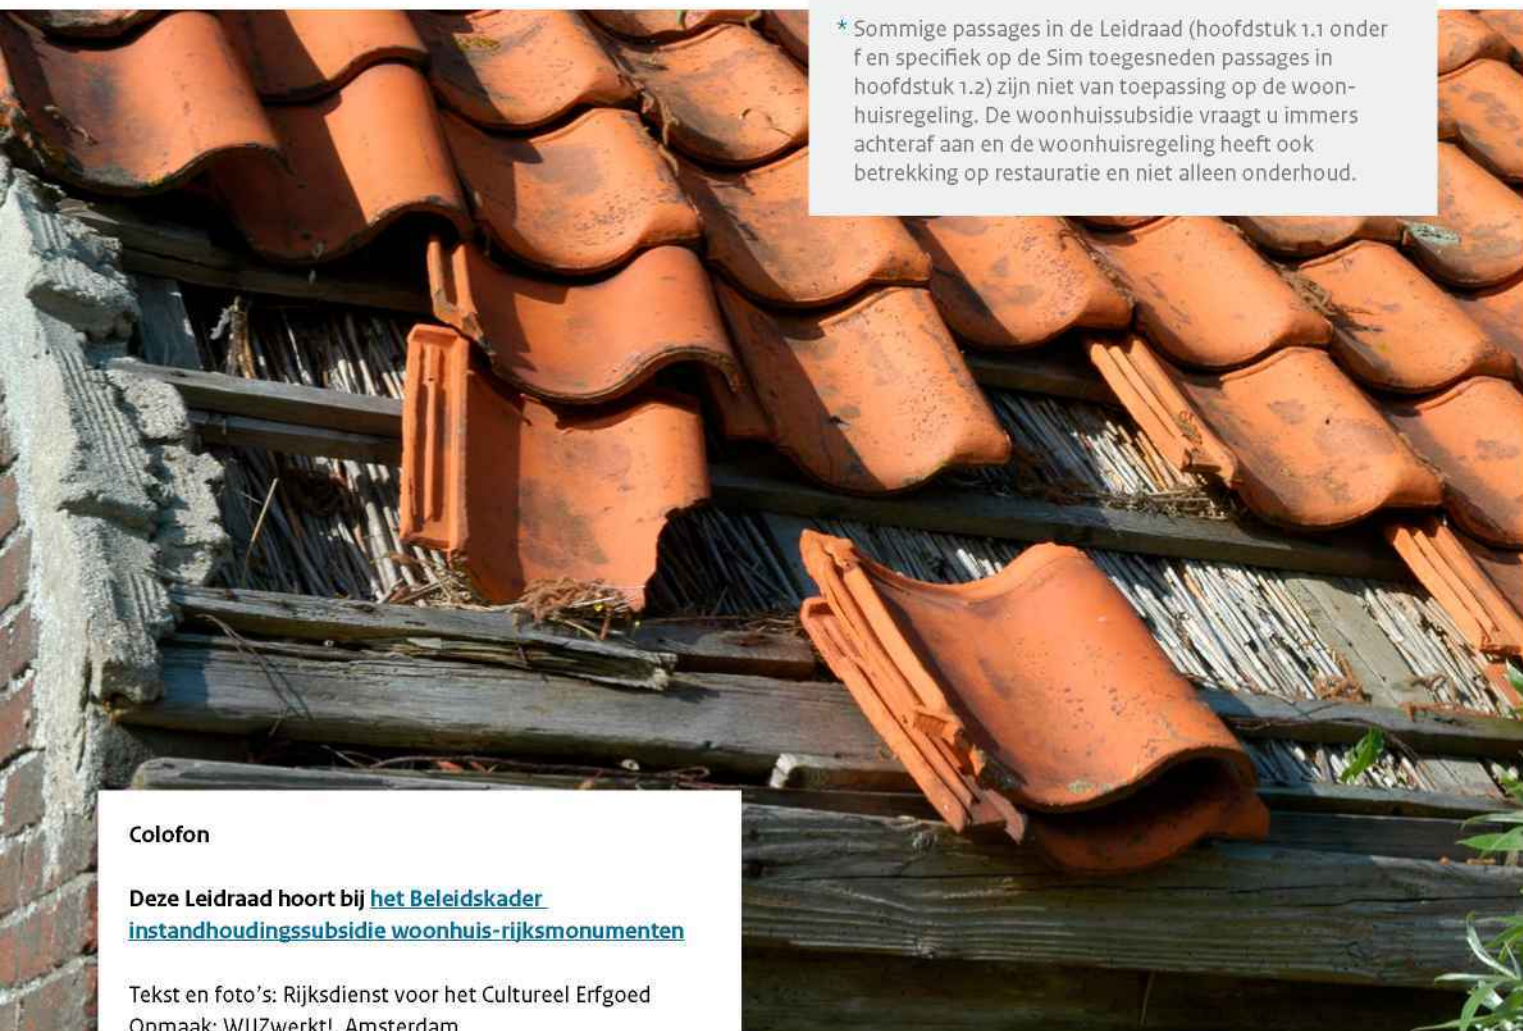 * Sommige passages in de Leidraad (hoofdstuk 1.1 onder
f en specifiek op de Sim toegesneden passages in
hoofdstuk 1.2) zijn niet van toepassing op de woon-
huisregeling. De woonhuissubsidie vraagt u immers
achteraf aan en de woonhuisregeling heeft ook
betrekking op restauratie en niet alleen onderhoud.
Colofon
Deze Leidraad hoort bij het Beleidskader
instandhoudingssubsidie woonhuis-rijksmonumenten
Tekst en foto's: Rijksdienst voor het Cultureel Erfgoed
Opmaak: WIJZwerkt!, Amsterdam